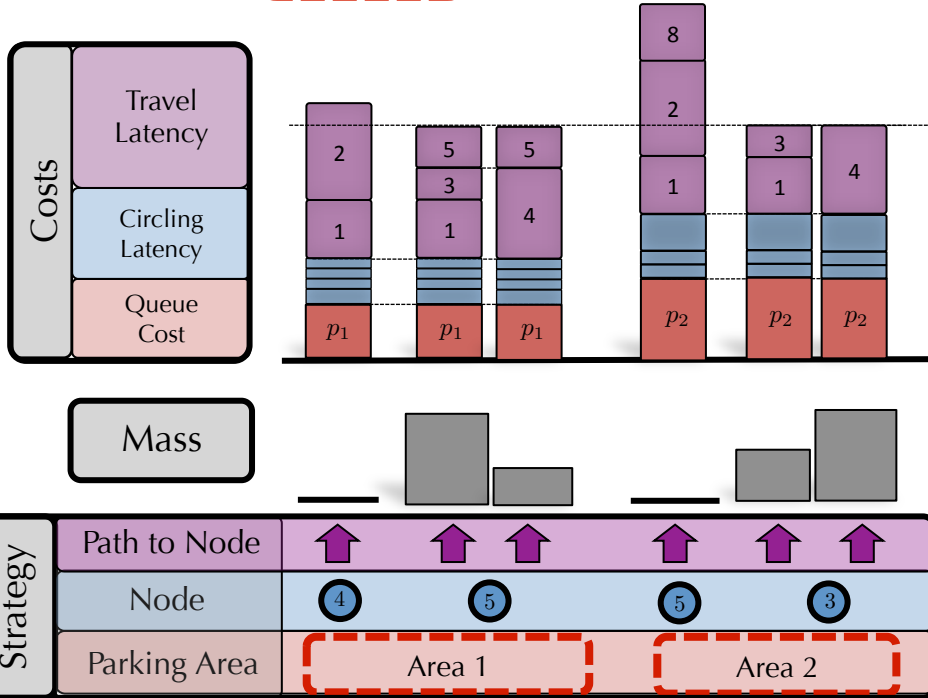 Costs
Travel
Latency
Circling
Latency
Queue
Cost
2
1
p₁
5
3
1
p₁
5
4
p₁
8
2
1
p₂
3
1
p₂
4
p₂
Mass
Strategy
Path to Node
Node
4
5
5
3
Parking Area
Area 1
Area 2